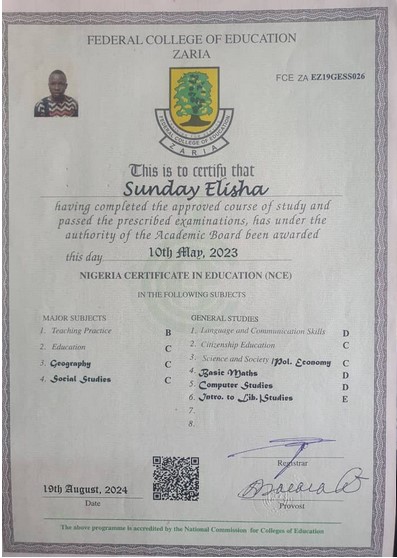 FEDERAL COLLEGE OF EDUCATION
ZARIA
FCE ZA EZ19GESS026
FEDERAL COLLEGE OF EDUCATION
ZARIA
This is to certify that
Sunday Elisha
having completed the approved course of study and
passed the prescribed examinations, has under the
authority of the Academic Board been awarded
this day 10th May, 2023
NIGERIA CERTIFICATE IN EDUCATION (NCE)
IN THE FOLLOWING SUBJECTS
MAJOR SUBJECTS
1. Teaching Practice B
2. Education C
3. Geography C
4. Social Studies C
GENERAL STUDIES
1. Language and Communication Skills D
2. Citizenship Education C
3. Science and Society /Pol. Economy C
4. Basic Maths D
5. Computer Studies D
6. Intro. to Lib./Studies E
7.
8.
19th August, 2024
Date
Registrar
Provost
The above programme is accredited by the National Commission for Colleges of Education